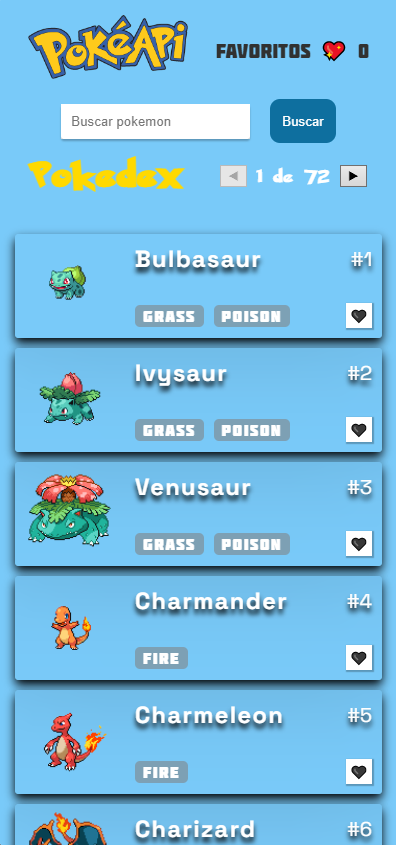 PokéApi
FAVORITOS 0
Buscar pokemon Buscar
Pokedex 1 de 72
Bulbasaur #1
GRASS POISON
Ivysaur #2
GRASS POISON
Venusaur #3
GRASS POISON
Charmander #4
FIRE
Charmeleon #5
FIRE
Charizard #6